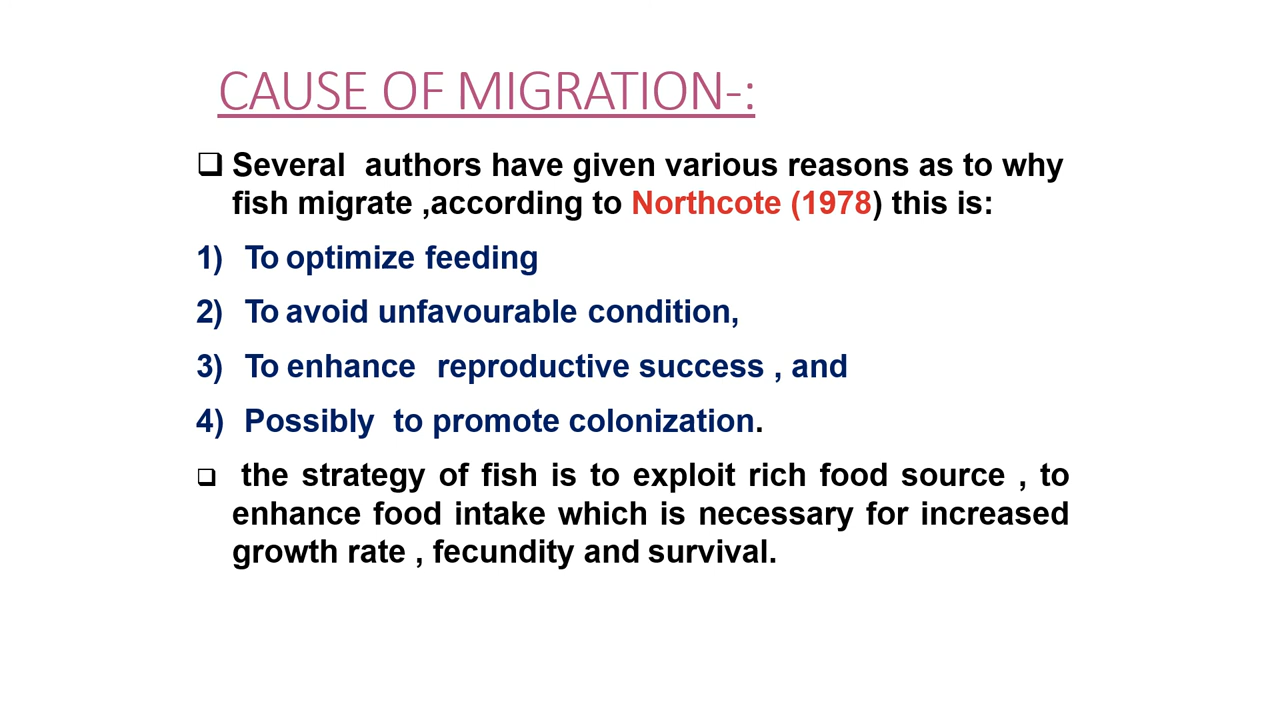 CAUSE OF MIGRATION-:
❑ Several authors have given various reasons as to why
fish migrate ,according to Northcote (1978) this is:
1) To optimize feeding
2) To avoid unfavourable condition,
3) To enhance reproductive success , and
4) Possibly to promote colonization.
❑ the strategy of fish is to exploit rich food source , to
enhance food intake which is necessary for increased
growth rate , fecundity and survival.